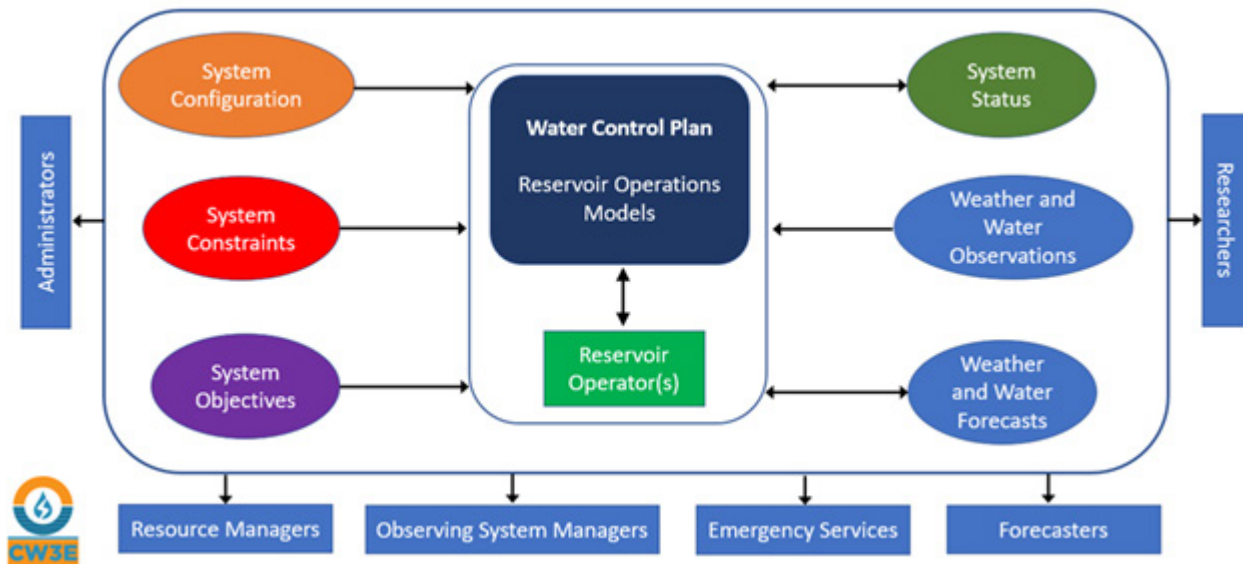 System
Configuration
System
Constraints
System
Objectives
Water Control Plan
Reservoir Operations
Models
Reservoir
Operator(s)
System
Status
Weather and
Water
Observations
Weather
and Water
Forecasts
Administrators
Researchers
Resource Managers
Observing System Managers
Emergency Services
Forecasters
CW3E